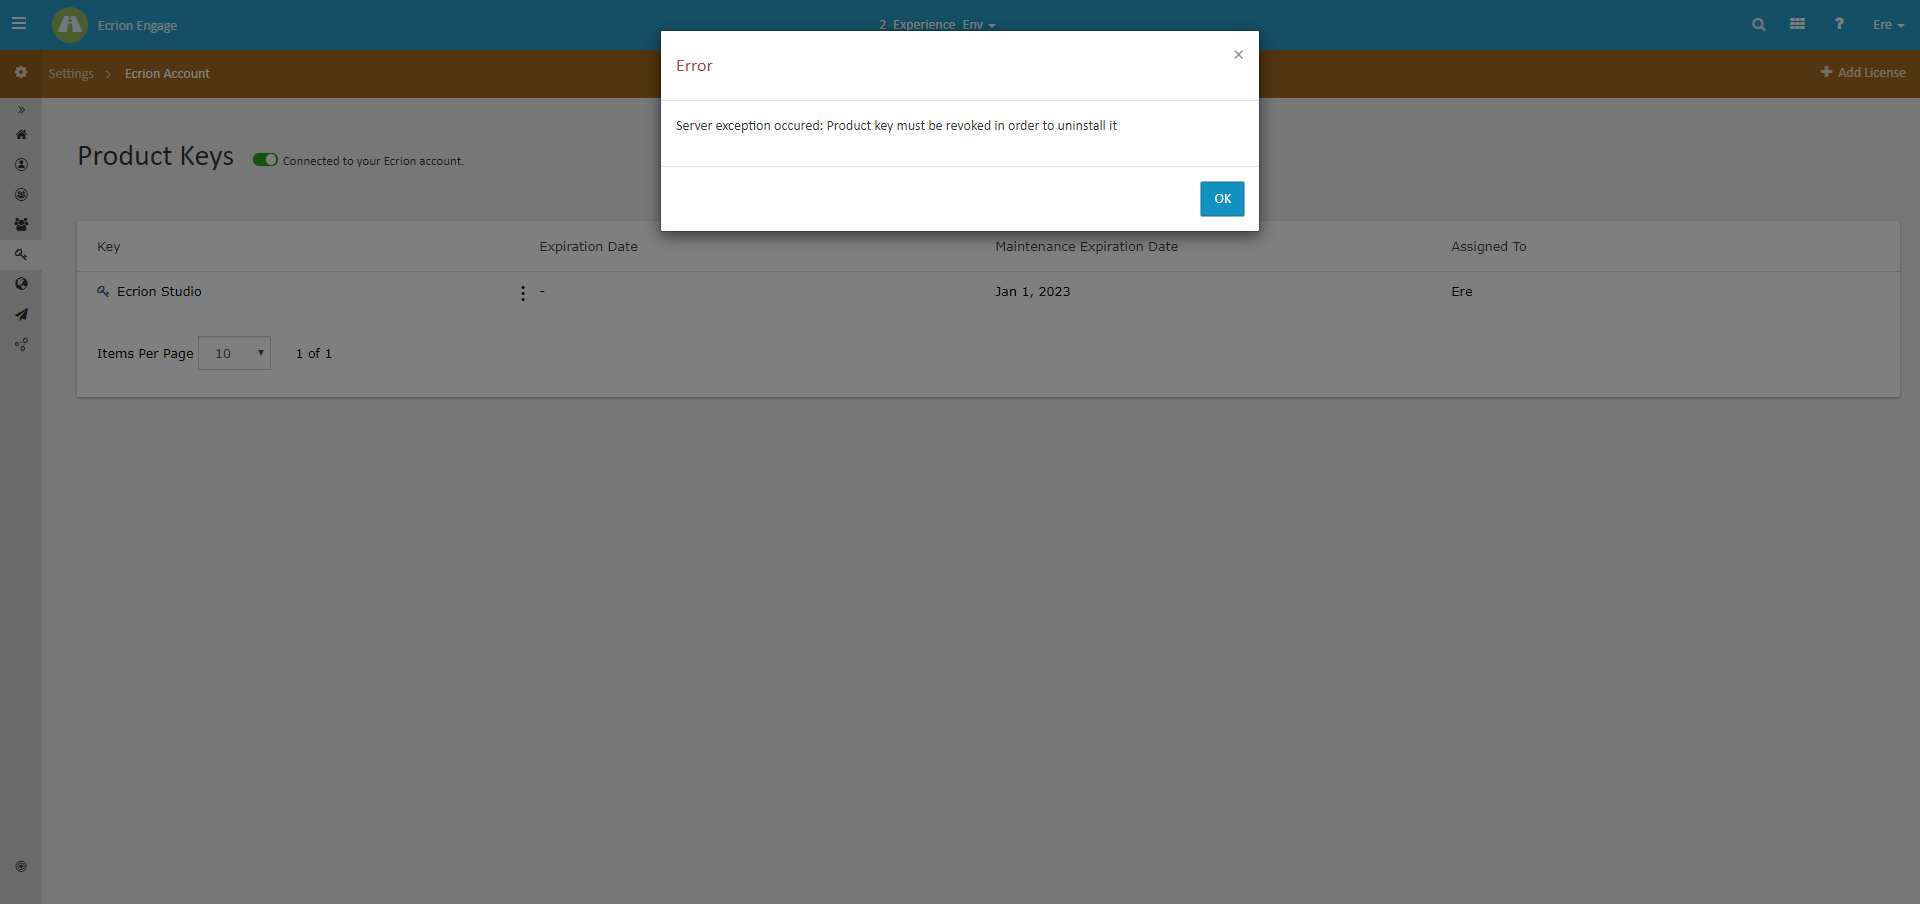 Ecrion Engage
2_Experience_Env
?
Ere
Settings > Ecrion Account
+ Add License
Error
×
Server exception occured: Product key must be revoked in order to uninstall it
OK
Product Keys
Connected to your Ecrion account.
Key Expiration Date Maintenance Expiration Date Assigned To
Ecrion Studio - Jan 1, 2023 Ere
Items Per Page 10 1 of 1